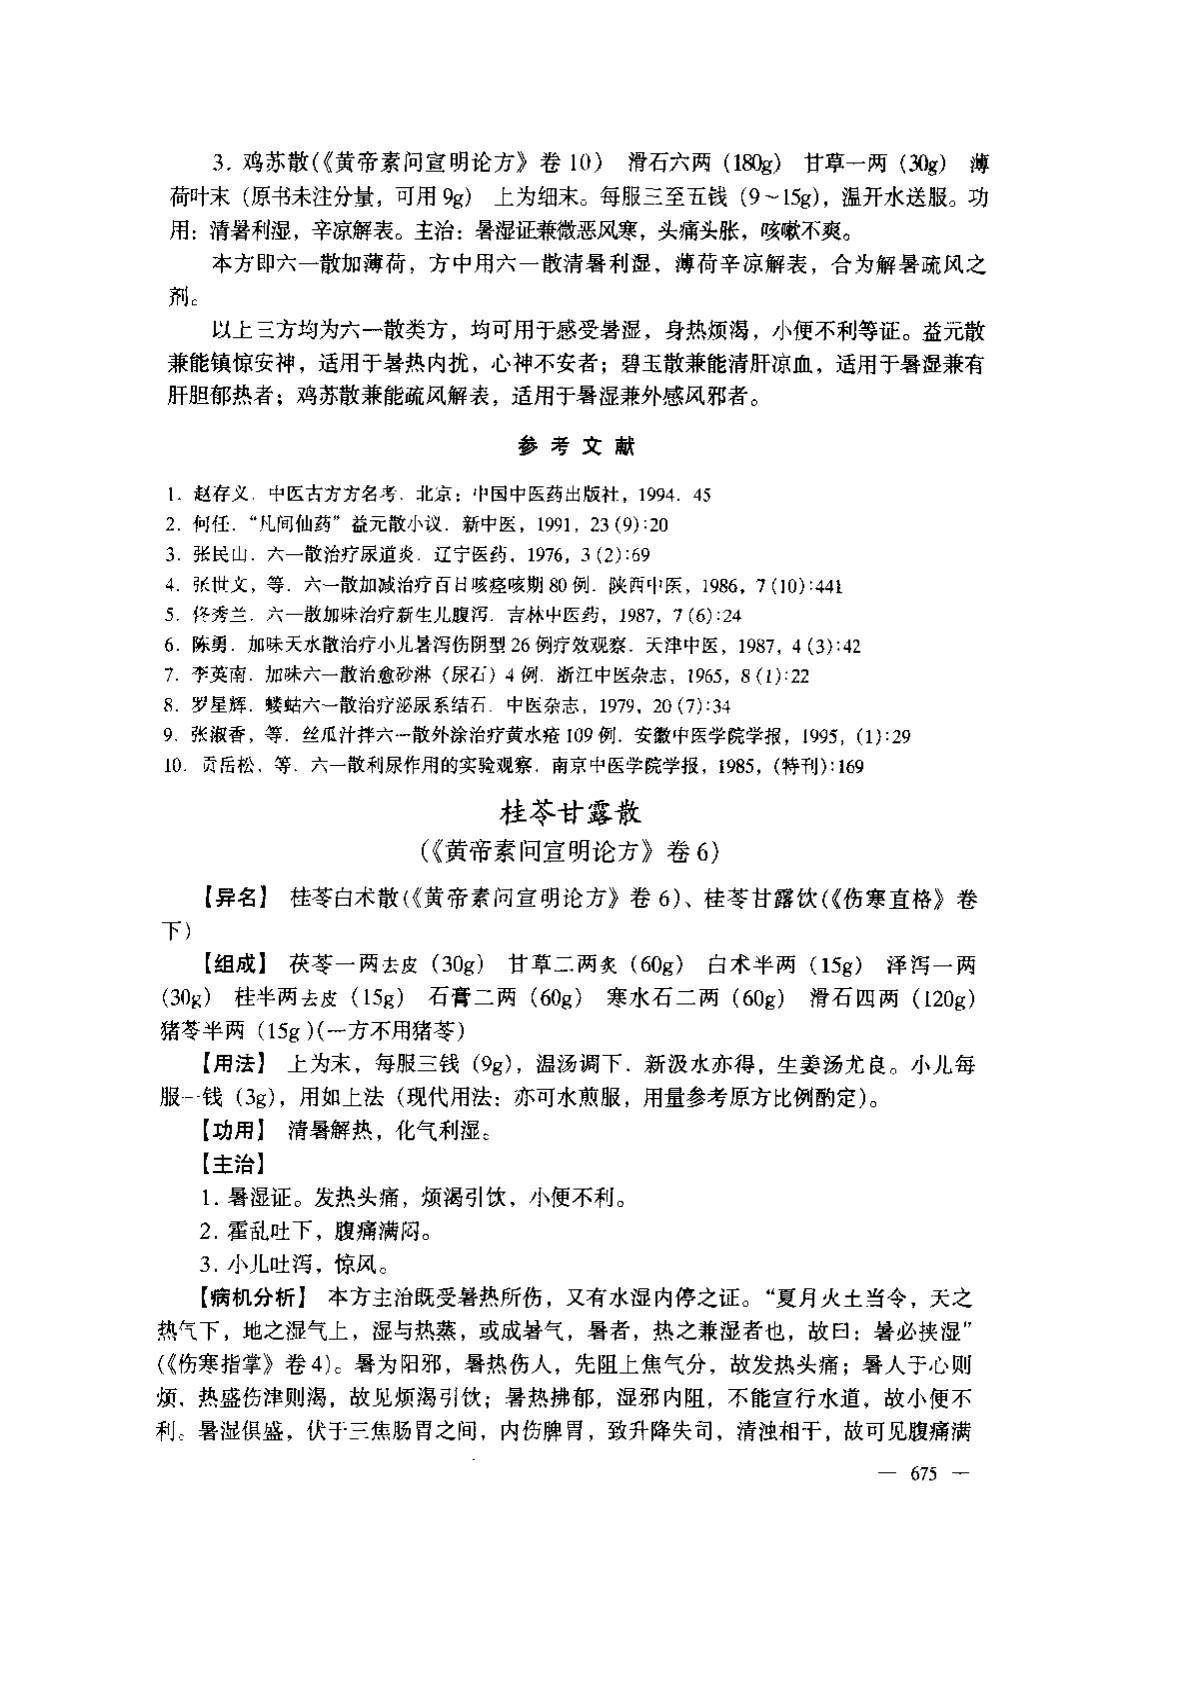 3. 鸡苏散(《黄帝素问宣明论方》卷 10) 滑石六两 (180g) 甘草一两 (30g) 薄
荷叶末 (原书未注分量, 可用 9g) 上为细末。每服三至五钱 (9~15g), 温开水送服。功
用: 清暑利湿, 辛凉解表。主治: 暑湿证兼微恶风寒, 头痛头胀, 咳嗽不爽。
本方即六一散加薄荷, 方中用六一散清暑利湿, 薄荷辛凉解表, 合为解暑疏风之
剂。
以上三方均为六一散类方, 均可用于感受暑湿, 身热烦渴, 小便不利等证。益元散
兼能镇惊安神, 适用于暑热内扰, 心神不安者; 碧玉散兼能清肝凉血, 适用于暑湿兼有
肝胆郁热者; 鸡苏散兼能疏风解表, 适用于暑湿兼外感风邪者。
参 考 文 献
1. 赵存义. 中医古方方名考. 北京: 中国中医药出版社, 1994. 45
2. 何任. “凡间仙药” 益元散小议. 新中医, 1991, 23 (9):20
3. 张民山. 六一散治疗尿道炎. 辽宁医药, 1976, 3 (2):69
4. 张世文, 等. 六一散加减治疗百日咳痉咳期 80 例. 陕西中医, 1986, 7 (10):441
5. 佟秀兰. 六一散加味治疗新生儿腹泻. 吉林中医药, 1987, 7 (6):24
6. 陈勇. 加味天水散治疗小儿暑泻伤阴型 26 例疗效观察. 天津中医, 1987, 4 (3):42
7. 李英南. 加味六一散治愈砂淋 (尿石) 4 例. 浙江中医杂志, 1965, 8 (1):22
8. 罗星辉. 蝼蛄六一散治疗泌尿系结石. 中医杂志, 1979, 20 (7):34
9. 张淑香, 等. 丝瓜汁拌六一散外涂治疗黄水疮 109 例. 安徽中医学院学报, 1995, (1):29
10. 贡岳松, 等. 六一散利尿作用的实验观察. 南京中医学院学报, 1985, (特刊):169
桂苓甘露散
(《黄帝素问宣明论方》卷 6)
【异名】 桂苓白术散(《黄帝素问宣明论方》卷 6)、桂苓甘露饮(《伤寒直格》卷
下)
【组成】 茯苓一两去皮 (30g) 甘草二两炙 (60g) 白术半两 (15g) 泽泻一两
(30g) 桂半两去皮 (15g) 石膏二两 (60g) 寒水石二两 (60g) 滑石四两 (120g)
猪苓半两 (15g )(一方不用猪苓)
【用法】 上为末, 每服三钱 (9g), 温汤调下. 新汲水亦得, 生姜汤尤良。小儿每
服一钱 (3g), 用如上法 (现代用法: 亦可水煎服, 用量参考原方比例酌定)。
【功用】 清暑解热, 化气利湿。
【主治】
1. 暑湿证。发热头痛, 烦渴引饮, 小便不利。
2. 霍乱吐下, 腹痛满闷。
3. 小儿吐泻, 惊风。
【病机分析】 本方主治既受暑热所伤, 又有水湿内停之证。“夏月火土当令, 天之
热气下, 地之湿气上, 湿与热蒸, 或成暑气, 暑者, 热之兼湿者也, 故曰: 暑必挟湿”
(《伤寒指掌》卷 4)。暑为阳邪, 暑热伤人, 先阻上焦气分, 故发热头痛; 暑人于心则
烦, 热盛伤津则渴, 故见烦渴引饮; 暑热拂郁, 湿邪内阻, 不能宣行水道, 故小便不
利。暑湿俱盛, 伏于三焦肠胃之间, 内伤脾胃, 致升降失司, 清浊相干, 故可见腹痛满
— 675 —